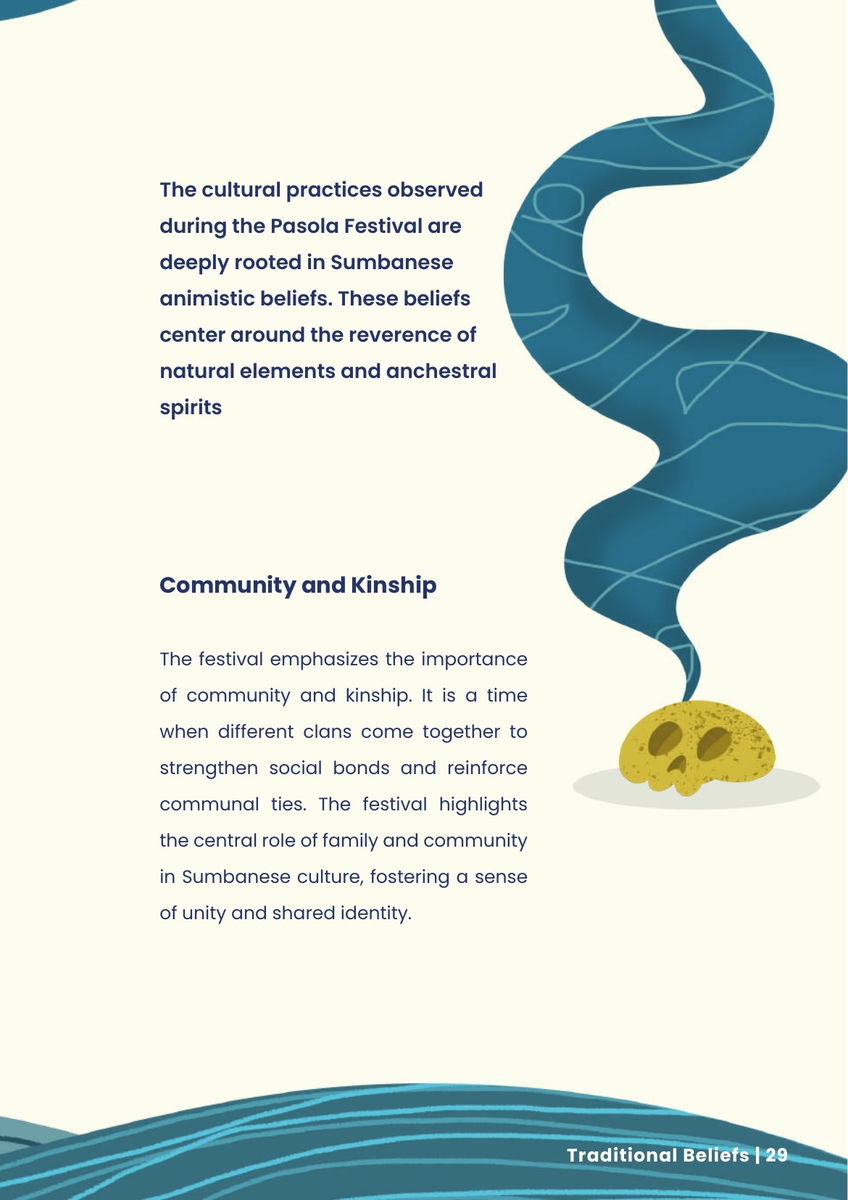 The cultural practices observed
during the Pasola Festival are
deeply rooted in Sumbanese
animistic beliefs. These beliefs
center around the reverence of
natural elements and anchestral
spirits
Community and Kinship
The festival emphasizes the importance
of community and kinship. It is a time
when different clans come together to
strengthen social bonds and reinforce
communal ties. The festival highlights
the central role of family and community
in Sumbanese culture, fostering a sense
of unity and shared identity.
Traditional Beliefs | 29